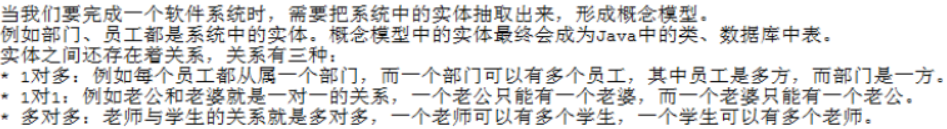 当我们要完成一个软件系统时，需要把系统中的实体抽取出来，形成概念模型。
例如部门、员工都是系统中的实体。概念模型中的实体最终会成为Java中的类、数据库中表。
实体之间还存在着关系，关系有三种：
* 1对多：例如每个员工都从属一个部门，而一个部门可以有多个员工，其中员工是多方，而部门是一方。
* 1对1：例如老公和老婆就是一对一的关系，一个老公只能有一个老婆，而一个老婆只能有一个老公。
* 多对多：老师与学生的关系就是多对多，一个老师可以有多个学生，一个学生可以有多个老师。